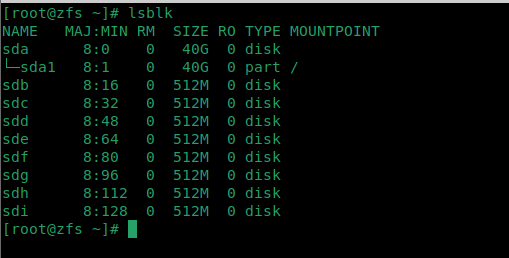 [root@zfs ~]# lsblk
NAME   MAJ:MIN RM  SIZE RO TYPE MOUNTPOINT
sda      8:0    0   40G  0 disk
└─sda1   8:1    0   40G  0 part /
sdb      8:16   0  512M  0 disk
sdc      8:32   0  512M  0 disk
sdd      8:48   0  512M  0 disk
sde      8:64   0  512M  0 disk
sdf      8:80   0  512M  0 disk
sdg      8:96   0  512M  0 disk
sdh      8:112  0  512M  0 disk
sdi      8:128  0  512M  0 disk
[root@zfs ~]#